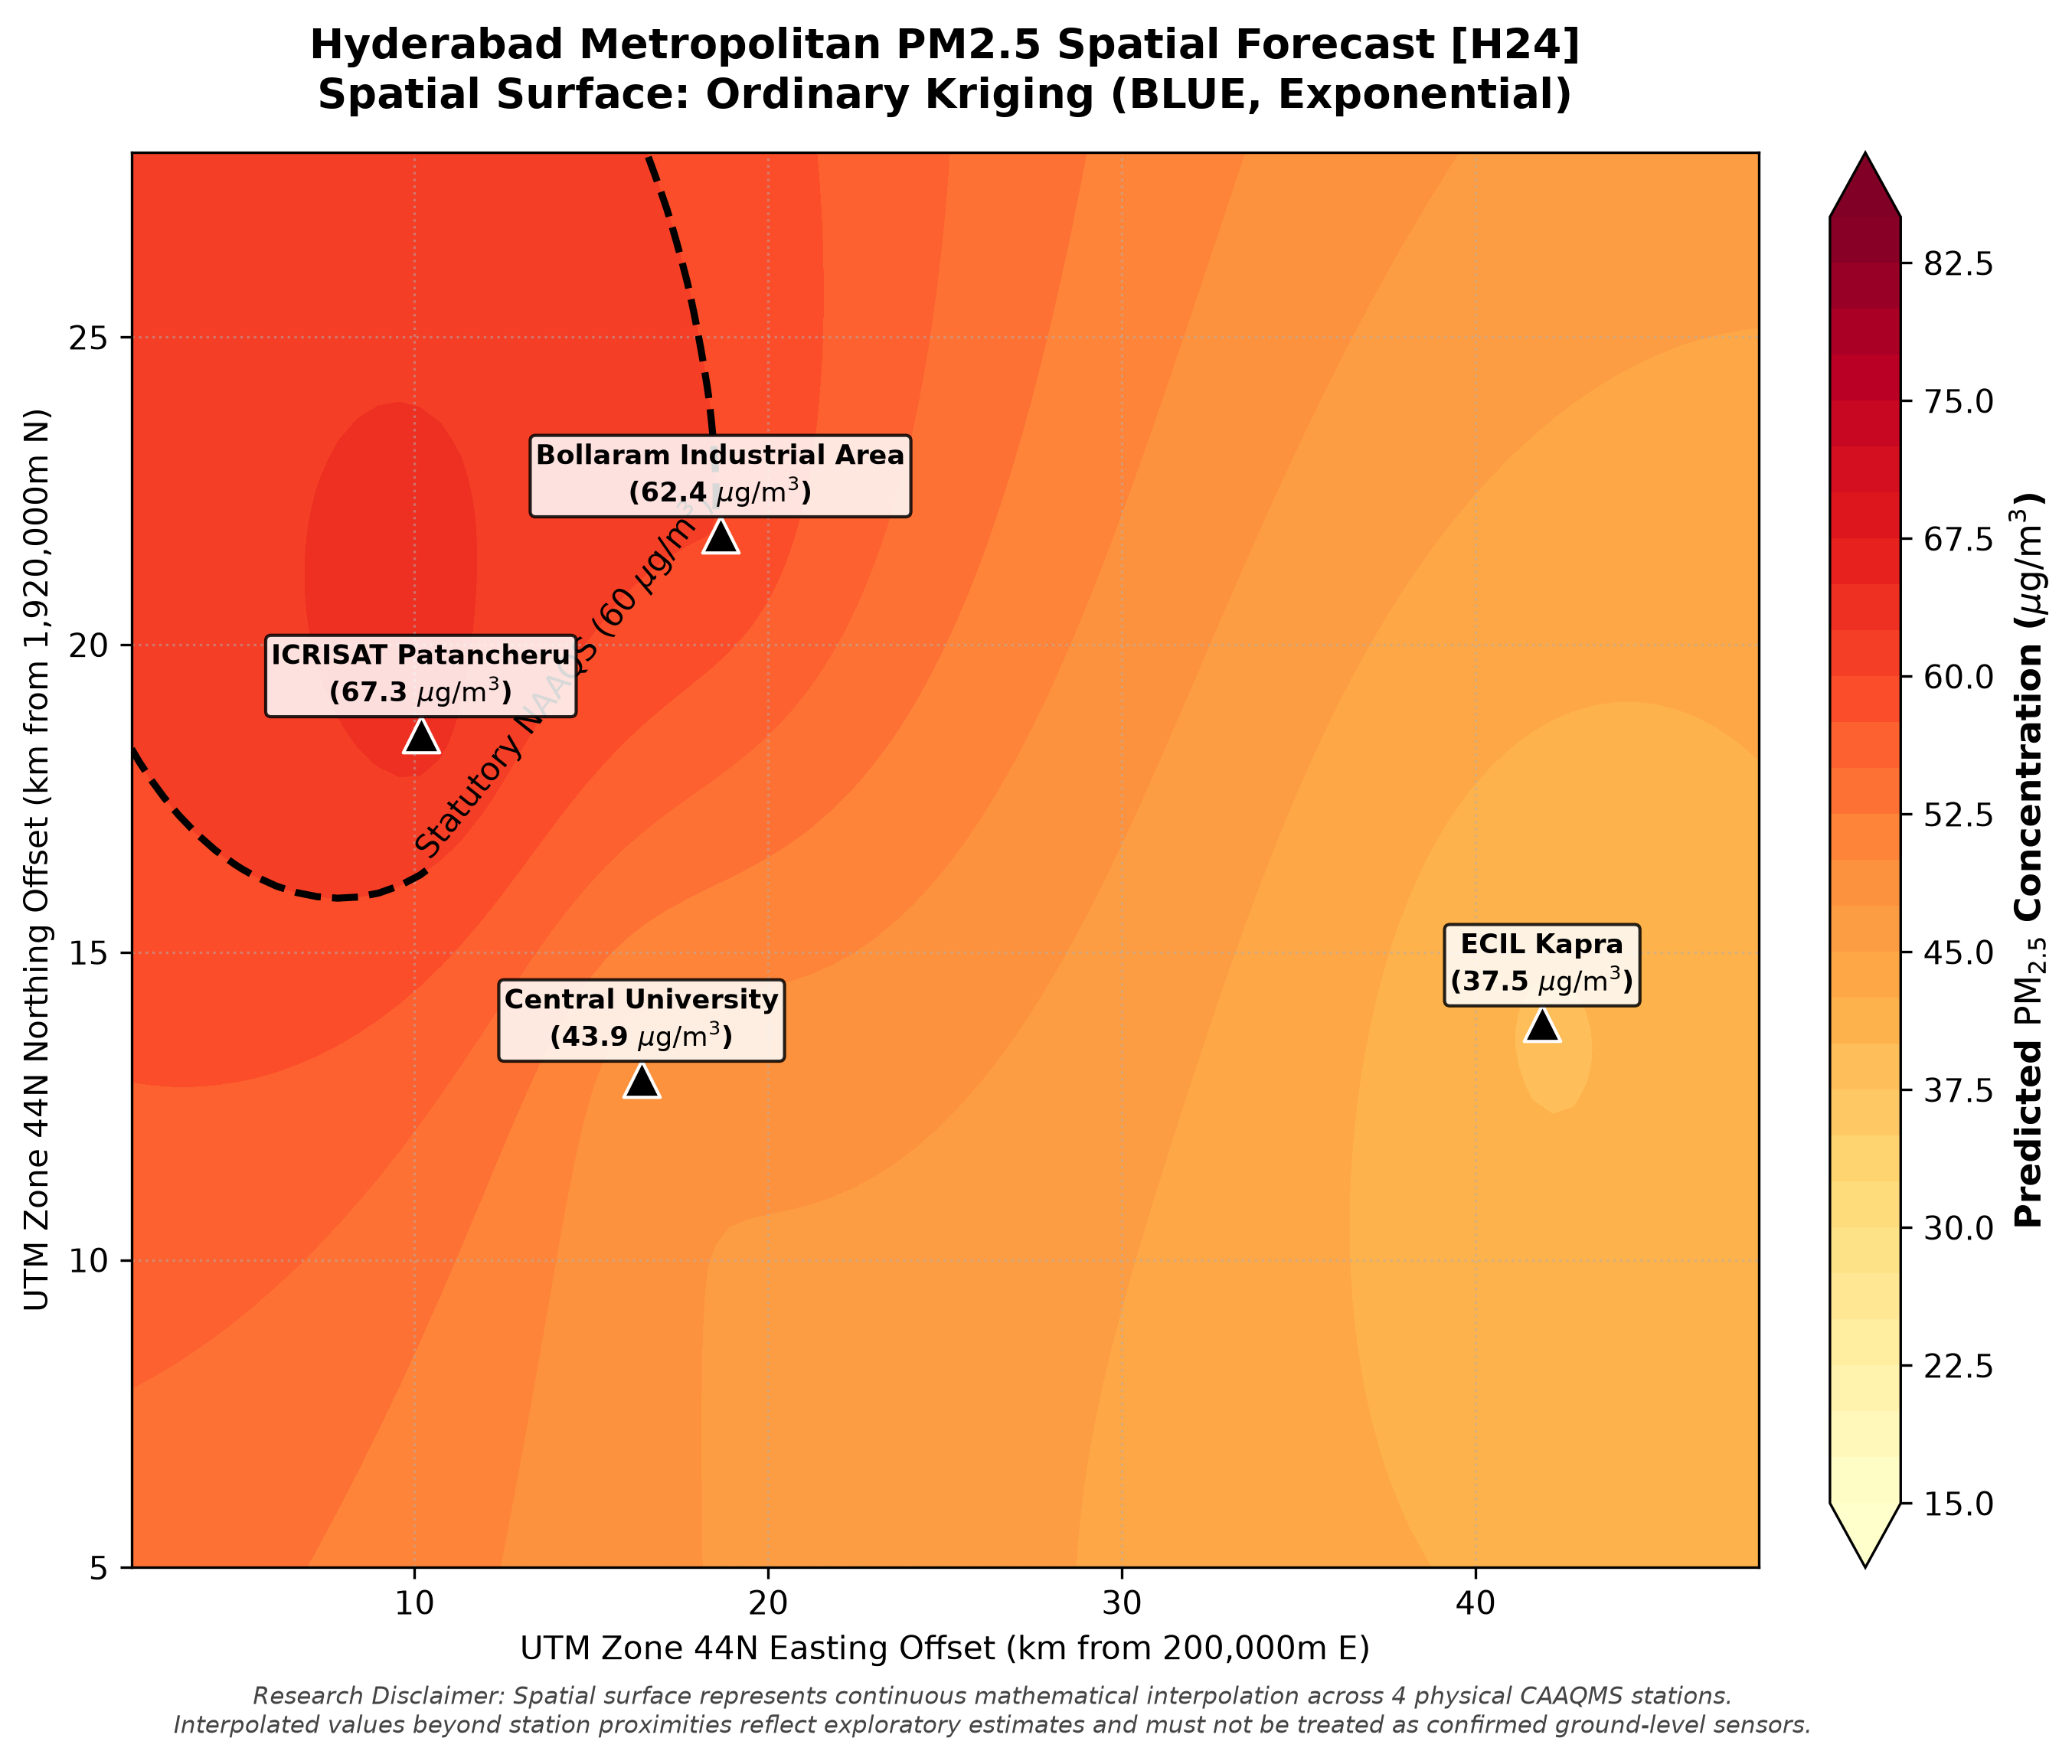 Hyderabad Metropolitan PM2.5 Spatial Forecast [H24]
Spatial Surface: Ordinary Kriging (BLUE, Exponential)
UTM Zone 44N Northing Offset (km from 1,920,000m N)
25
20
15
10
5
Bollaram Industrial Area
(62.4 μg/m³)
ICRISAT Patancheru
(67.3 μg/m³)
Statutory NAAQS (60 μg/m³)
Central University
(43.9 μg/m³)
ECIL Kapra
(37.5 μg/m³)
10
20
30
40
UTM Zone 44N Easting Offset (km from 200,000m E)
82.5
75.0
67.5
60.0
52.5
45.0
37.5
30.0
22.5
15.0
Predicted PM₂.₅ Concentration (μg/m³)
Research Disclaimer: Spatial surface represents continuous mathematical interpolation across 4 physical CAAQMS stations.
Interpolated values beyond station proximities reflect exploratory estimates and must not be treated as confirmed ground-level sensors.